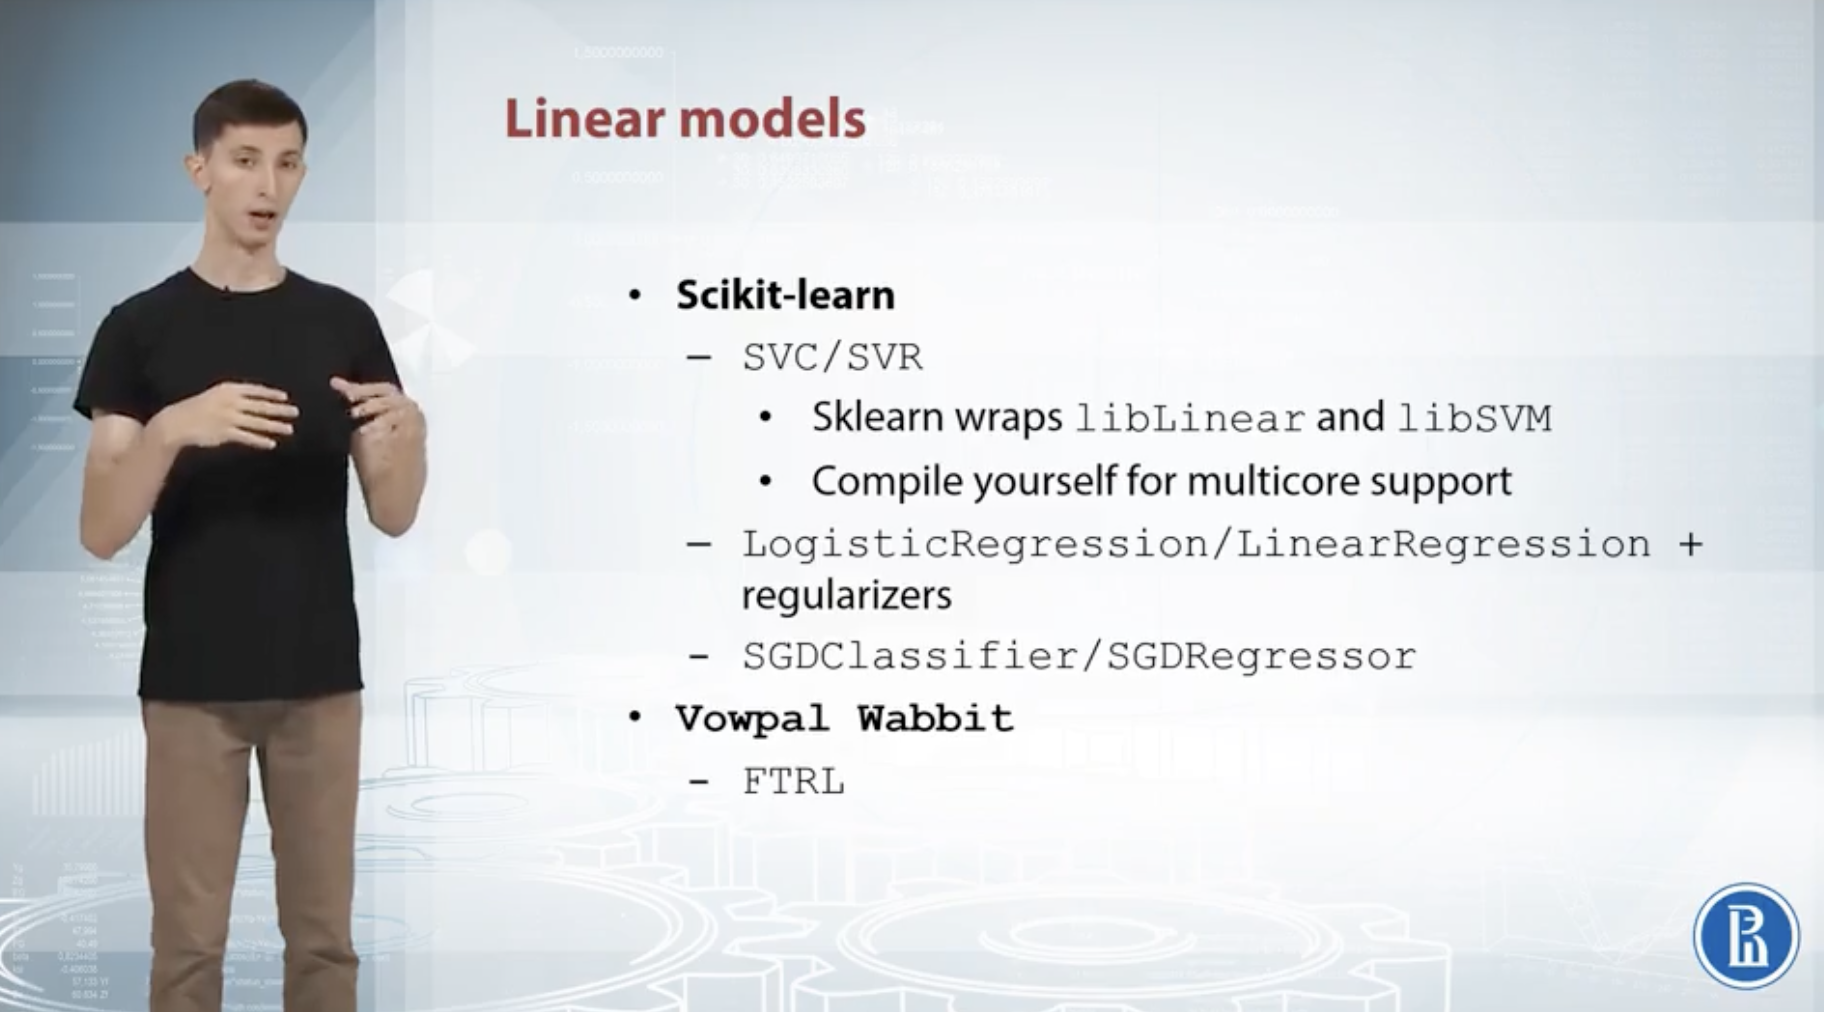 Linear models
• Scikit-learn
– SVC/SVR
• Sklearn wraps libLinear and libSVM
• Compile yourself for multicore support
– LogisticRegression/LinearRegression +
regularizers
- SGDClassifier/SGDRegressor
• Vowpal Wabbit
- FTRL